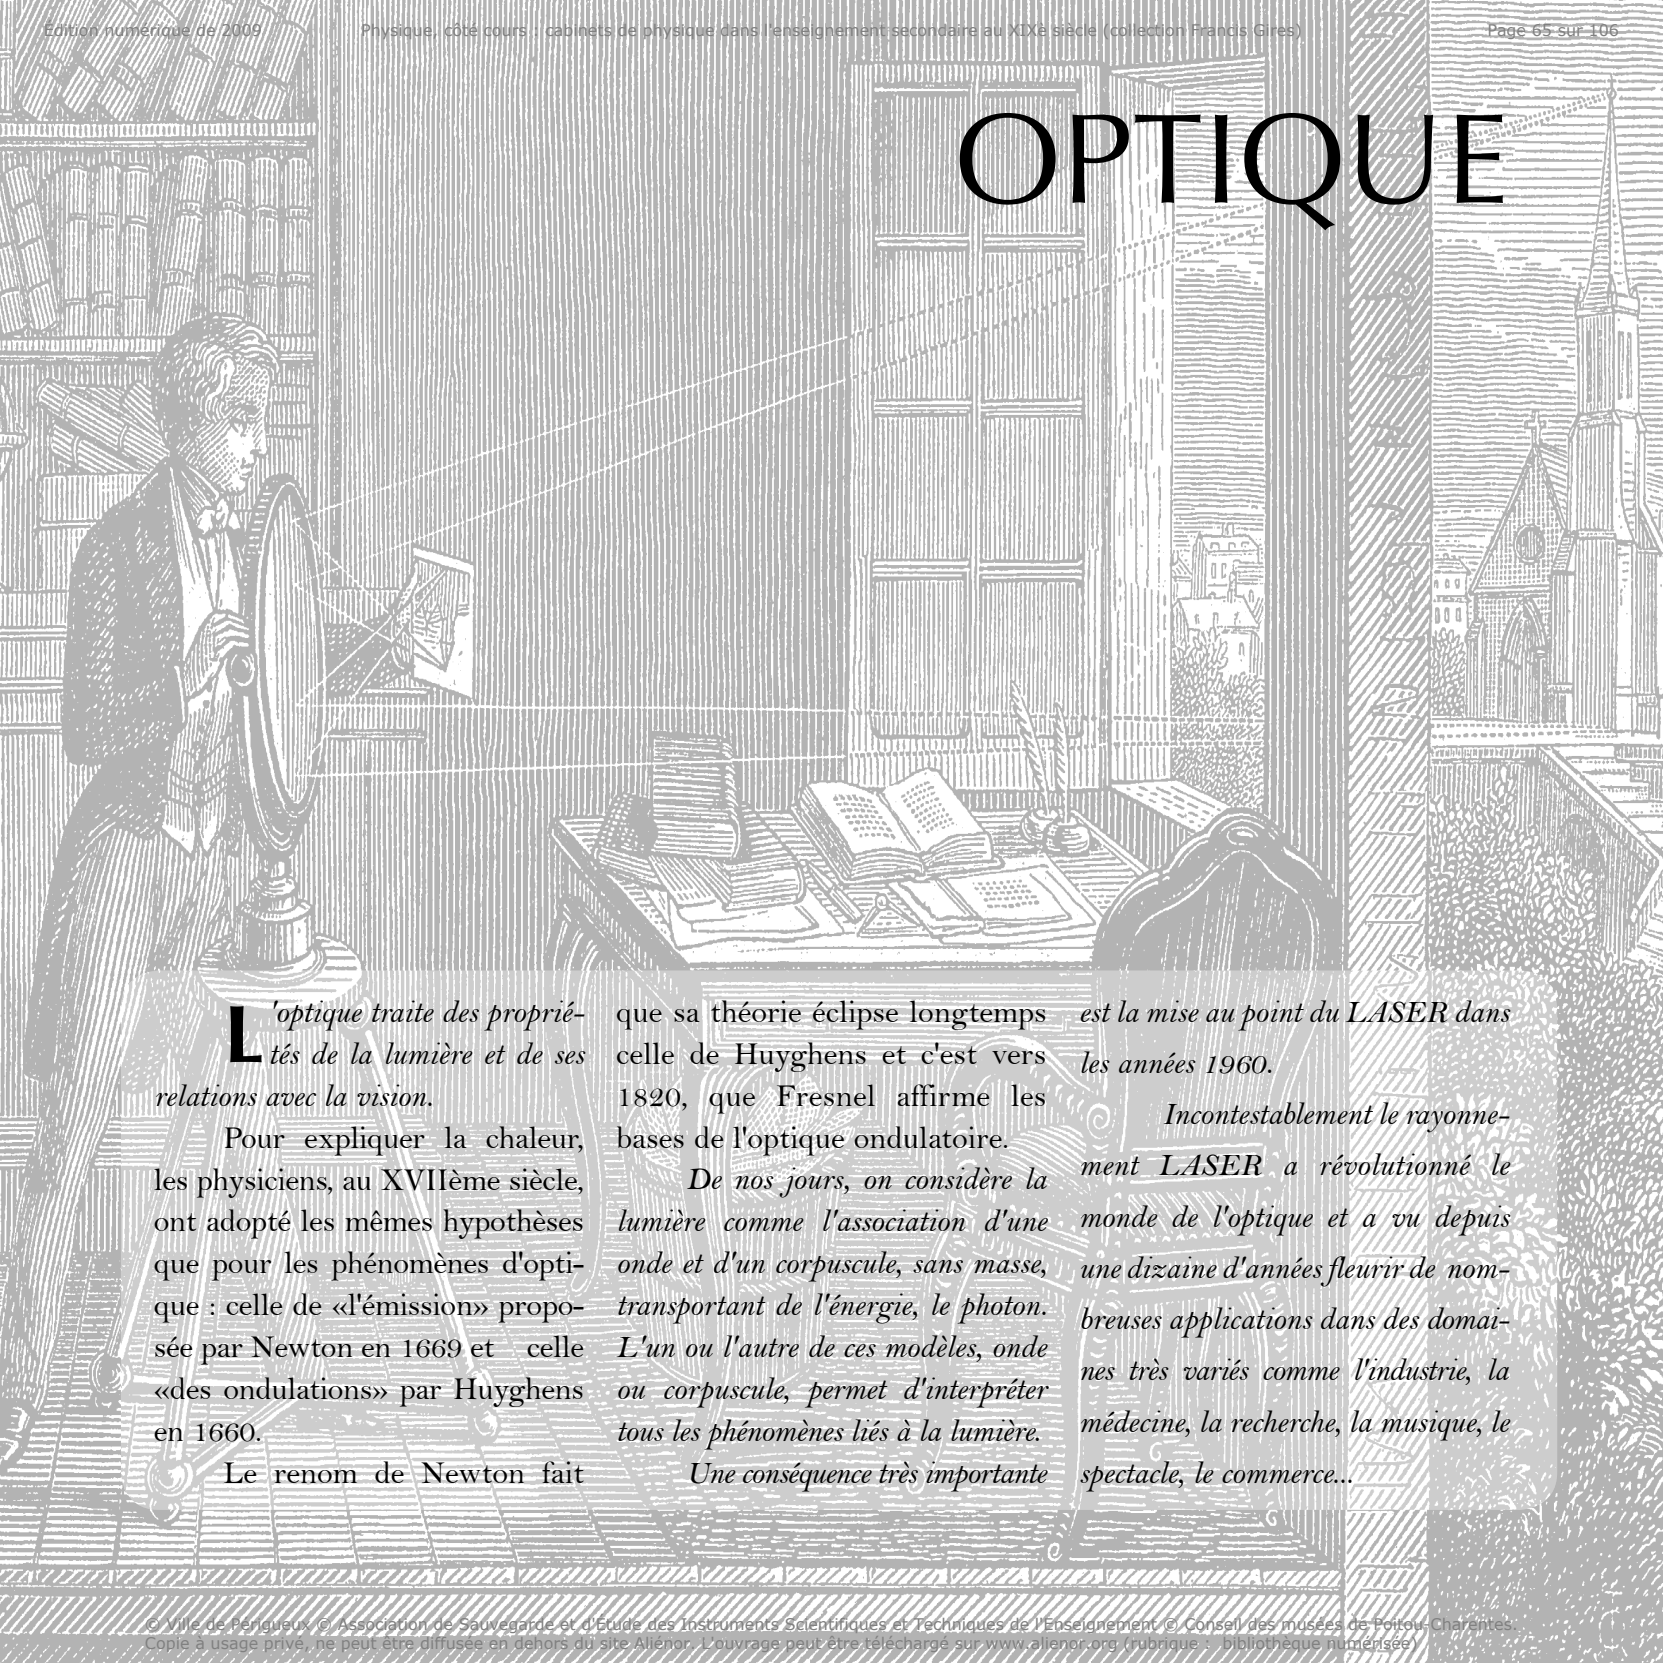 Édition numérique de 2009
Physique, côté cours : cabinets de physique dans l'enseignement secondaire au XIXè siècle (collection Francis Gires)
Page 65 sur 106
OPTIQUE
L'optique traite des proprié-
tés de la lumière et de ses
relations avec la vision.
Pour expliquer la chaleur,
les physiciens, au XVIIème siècle,
ont adopté les mêmes hypothèses
que pour les phénomènes d'opti-
que : celle de «l'émission» propo-
sée par Newton en 1669 et celle
«des ondulations» par Huyghens
en 1660.
Le renom de Newton fait
que sa théorie éclipse longtemps
celle de Huyghens et c'est vers
1820, que Fresnel affirme les
bases de l'optique ondulatoire.
De nos jours, on considère la
lumière comme l'association d'une
onde et d'un corpuscule, sans masse,
transportant de l'énergie, le photon.
L'un ou l'autre de ces modèles, onde
ou corpuscule, permet d'interpréter
tous les phénomènes liés à la lumière.
Une conséquence très importante
est la mise au point du LASER dans
les années 1960.
Incontestablement le rayonne-
ment LASER a révolutionné le
monde de l'optique et a vu depuis
une dizaine d'années fleurir de nom-
breuses applications dans des domai-
nes très variés comme l'industrie, la
médecine, la recherche, la musique, le
spectacle, le commerce...
© Ville de Périgueux © Association de Sauvegarde et d'Etude des Instruments Scientifiques et Techniques de l'Enseignement © Conseil des musées de Poitou-Charentes.
Copie à usage privé, ne peut être diffusée en dehors du site Aliénor. L'ouvrage peut être téléchargé sur www.alienor.org (rubrique : bibliothèque numérisée)